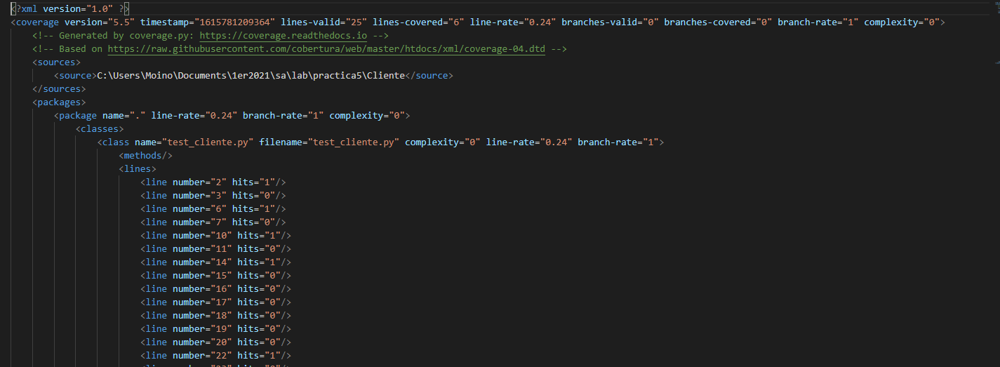 <?xml version="1.0" ?>
<coverage version="5.5" timestamp="1615781209364" lines-valid="25" lines-covered="6" line-rate="0.24" branches-valid="0" branches-covered="0" branch-rate="1" complexity="0">
<!-- Generated by coverage.py: https://coverage.readthedocs.io -->
<!-- Based on https://raw.githubusercontent.com/cobertura/web/master/htdocs/xml/coverage-04.dtd -->
<sources>
<source>C:\Users\Moino\Documents\1er2021\sa\lab\practica5\Cliente</source>
</sources>
<packages>
<package name="." line-rate="0.24" branch-rate="1" complexity="0">
<classes>
<class name="test_cliente.py" filename="test_cliente.py" complexity="0" line-rate="0.24" branch-rate="1">
<methods/>
<lines>
<line number="2" hits="1"/>
<line number="3" hits="0"/>
<line number="6" hits="1"/>
<line number="7" hits="0"/>
<line number="10" hits="1"/>
<line number="11" hits="0"/>
<line number="14" hits="1"/>
<line number="15" hits="0"/>
<line number="16" hits="0"/>
<line number="17" hits="0"/>
<line number="18" hits="0"/>
<line number="19" hits="0"/>
<line number="20" hits="0"/>
<line number="22" hits="1"/>